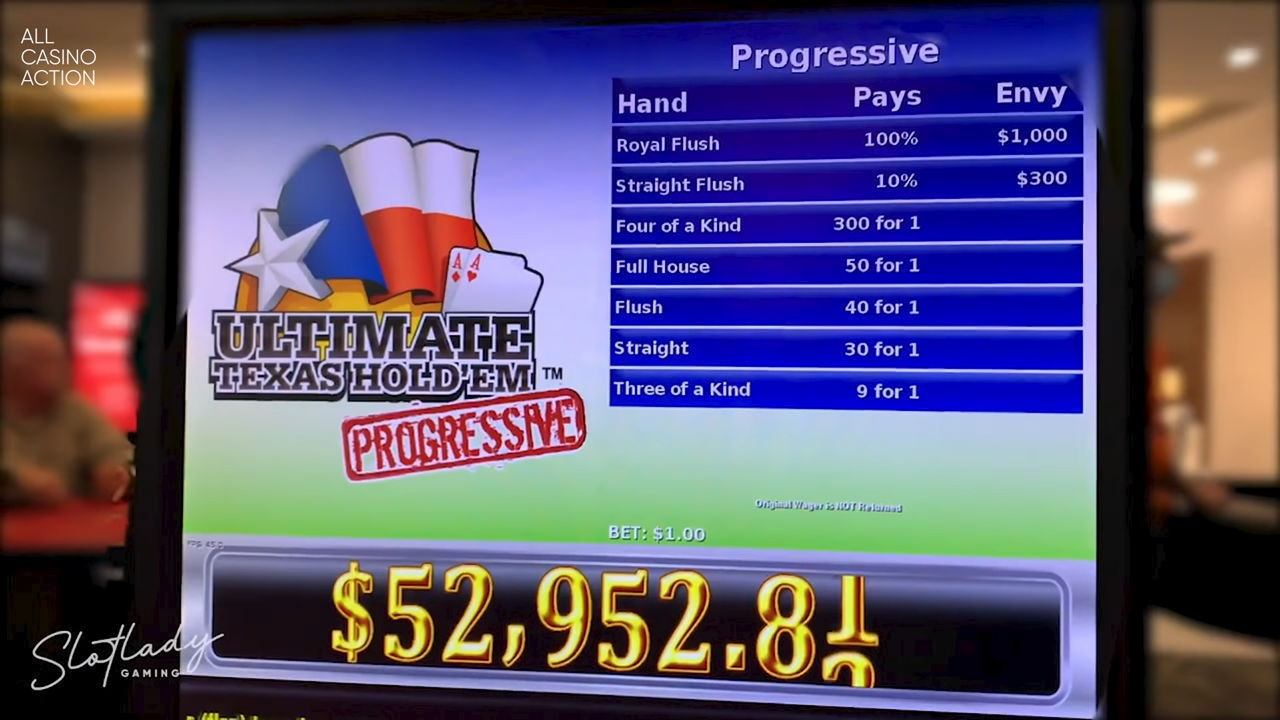 ALL
CASINO
ACTION
Progressive
Hand Pays Envy
Royal Flush 100% $1,000
Straight Flush 10% $300
Four of a Kind 300 for 1
Full House 50 for 1
Flush 40 for 1
Straight 30 for 1
Three of a Kind 9 for 1
A A
ULTIMATE
TEXAS HOLD'EM TM
PROGRESSIVE
Original Wager is NOT Returned
BET: $1.00
$52,952.81
Slotlady
GAMING